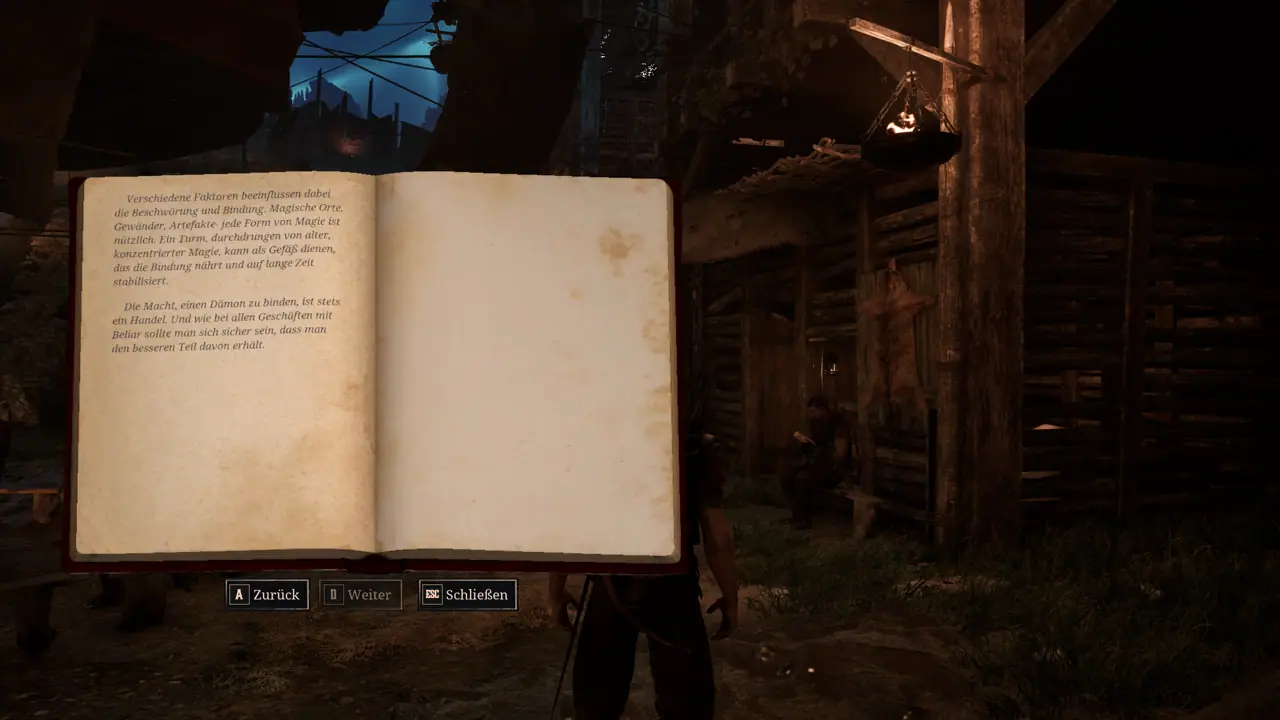 Verschiedene Faktoren beeinflussen dabei
die Beschwörung und Bindung. Magische Orte,
Gewänder, Artefakte- jede Form von Magie ist
nützlich. Ein Turm, durchdrungen von alter,
konzentrierter Magie, kann als Gefäß dienen,
das die Bindung nährt und auf lange Zeit
stabilisiert.
Die Macht, einen Dämon zu binden, ist stets
ein Handel. Und wie bei allen Geschäften mit
Beliar sollte man sich sicher sein, dass man
den besseren Teil davon erhält.
A Zurück D Weiter ESC Schließen